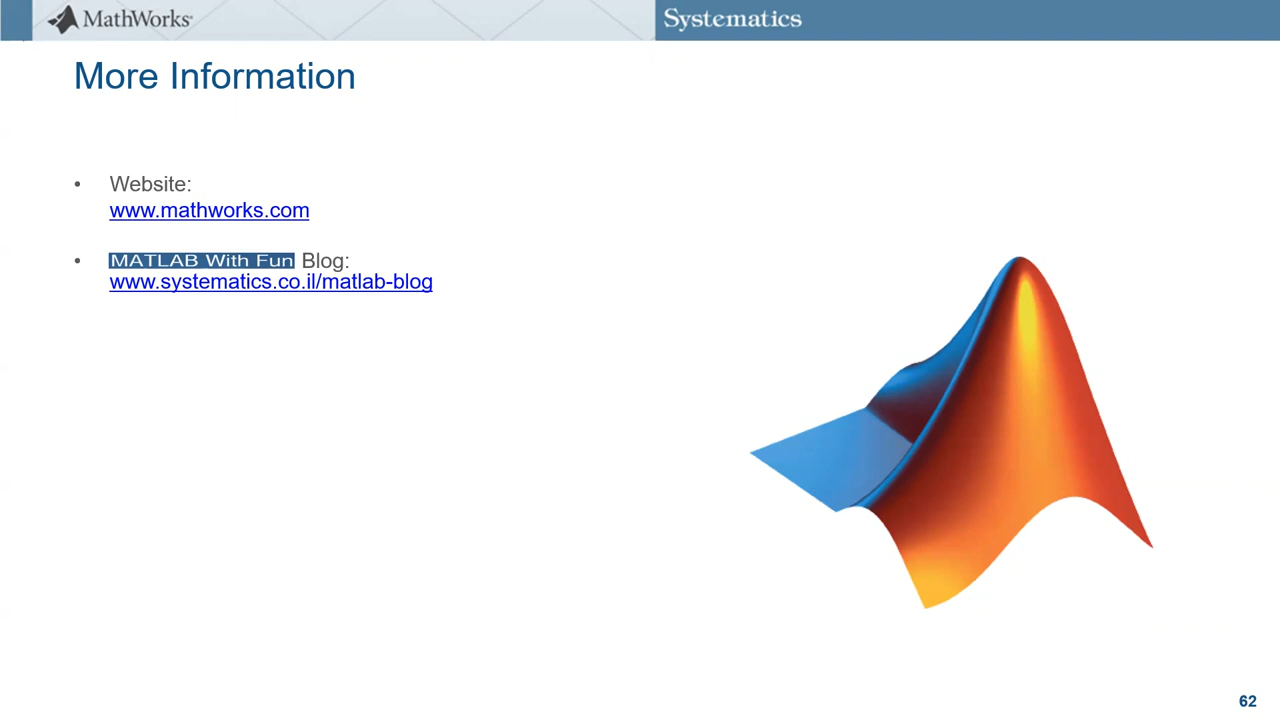 MathWorks®
Systematics
More Information
• Website:
www.mathworks.com
• MATLAB With Fun Blog:
www.systematics.co.il/matlab-blog
62